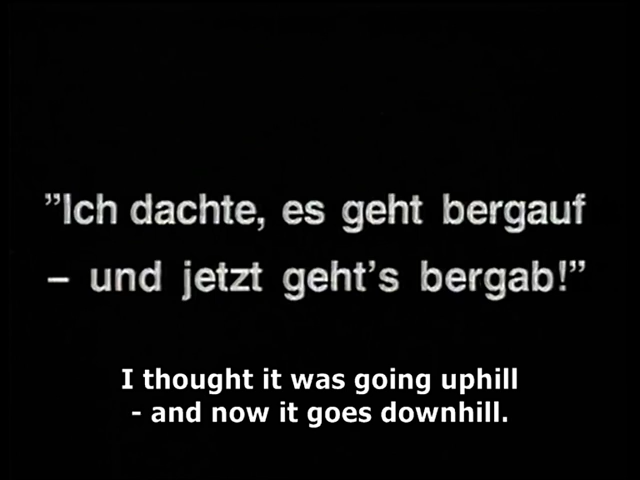 ”Ich dachte, es geht bergauf
– und jetzt geht’s bergab!”
I thought it was going uphill
- and now it goes downhill.